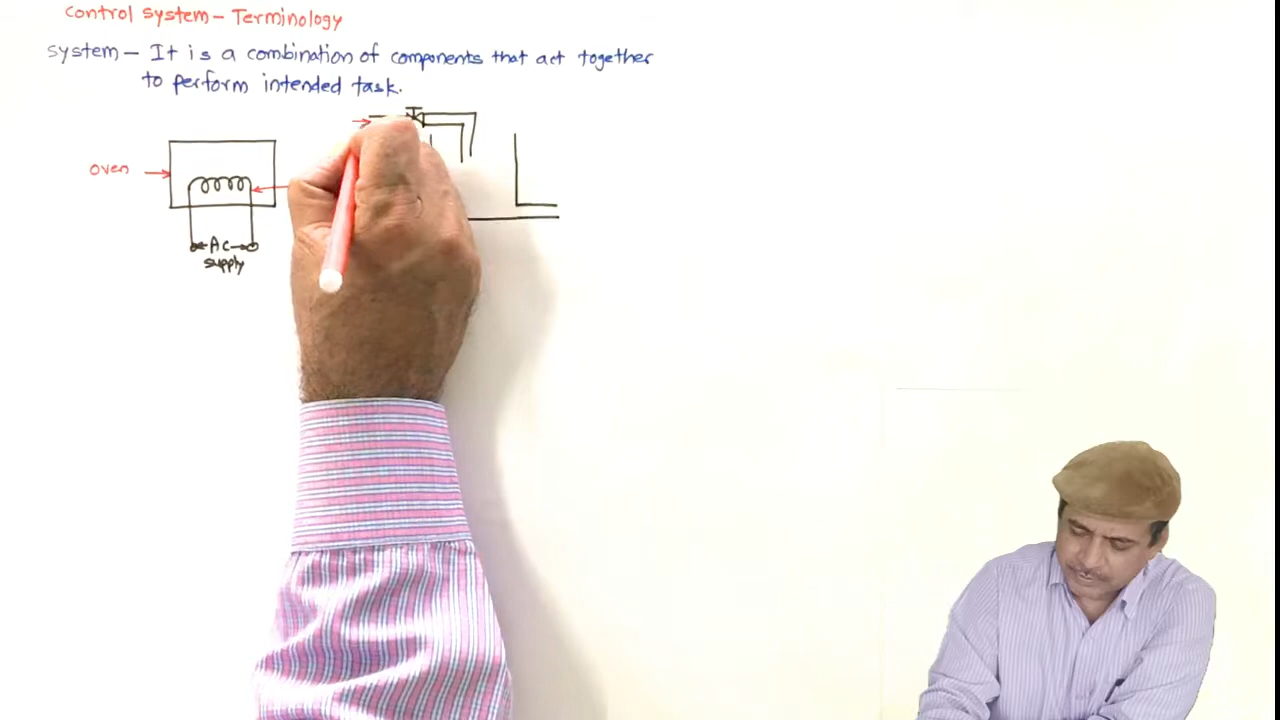 Control system - Terminology
system - It is a combination of components that act together
to perform intended task.
oven
Ac
supply